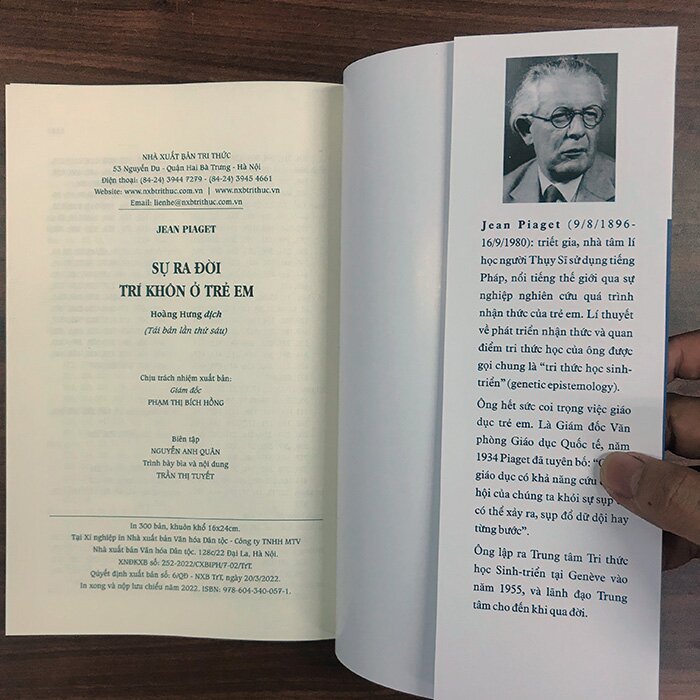 NHÀ XUẤT BẢN TRI THỨC
53 Nguyễn Du - Quận Hai Bà Trưng - Hà Nội
Điện thoại: (84-24) 3944 7279 - (84-24) 3945 4661
Website: www.nxbtrithuc.com.vn | www.nxbtrithuc.vn
Email: lienhe@nxbtrithuc.com.vn
JEAN PIAGET
SỰ RA ĐỜI
TRÍ KHÔN Ở TRẺ EM
Hoàng Hưng dịch
(Tái bản lần thứ sáu)
Chịu trách nhiệm xuất bản:
Giám đốc
PHẠM THỊ BÍCH HỒNG
Biên tập
NGUYỄN ANH QUÂN
Trình bày bìa và nội dung
TRẦN THỊ TUYẾT
In 300 bản, khuôn khổ 16x24cm.
Tại Xí nghiệp in Nhà xuất bản Văn hóa Dân tộc - Công ty TNHH MTV
Nhà xuất bản Văn hóa Dân tộc. 128c/22 Đại La, Hà Nội.
XNĐKXB số: 252-2022/CXBIPH/7-02/TrT.
Quyết định xuất bản số: 6/QĐ - NXB TrT, ngày 20/3/2022.
In xong và nộp lưu chiểu năm 2022. ISBN: 978-604-340-057-1.
Jean Piaget (9/8/1896-
16/9/1980): triết gia, nhà tâm lí
học người Thụy Sĩ sử dụng tiếng
Pháp, nổi tiếng thế giới qua sự
nghiệp nghiên cứu quá trình
nhận thức của trẻ em. Lí thuyết
về phát triển nhận thức và quan
điểm tri thức học của ông được
gọi chung là “tri thức học sinh-
triển” (genetic epistemology).
Ông hết sức coi trọng việc giáo
dục trẻ em. Là Giám đốc Văn
phòng Giáo dục Quốc tế, năm
1934 Piaget đã tuyên bố: “
giáo dục có khả năng cứu
hội của chúng ta khỏi sự sụp
có thể xảy ra, sụp đổ dữ dội hay
từng bước”.
Ông lập ra Trung tâm Tri thức
học Sinh-triển tại Genève vào
năm 1955, và lãnh đạo Trung
tâm cho đến khi qua đời.